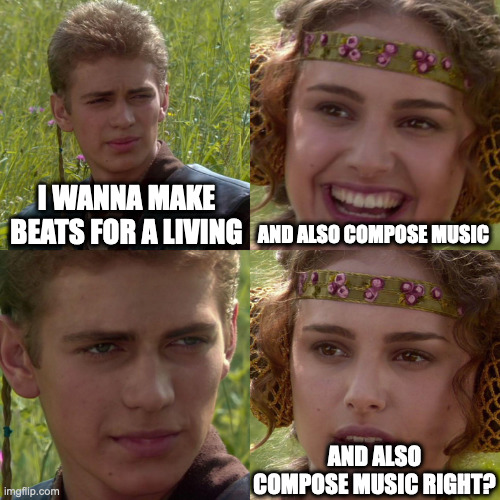 I WANNA MAKE
BEATS FOR A LIVING
AND ALSO COMPOSE MUSIC
AND ALSO
COMPOSE MUSIC RIGHT?
imgflip.com